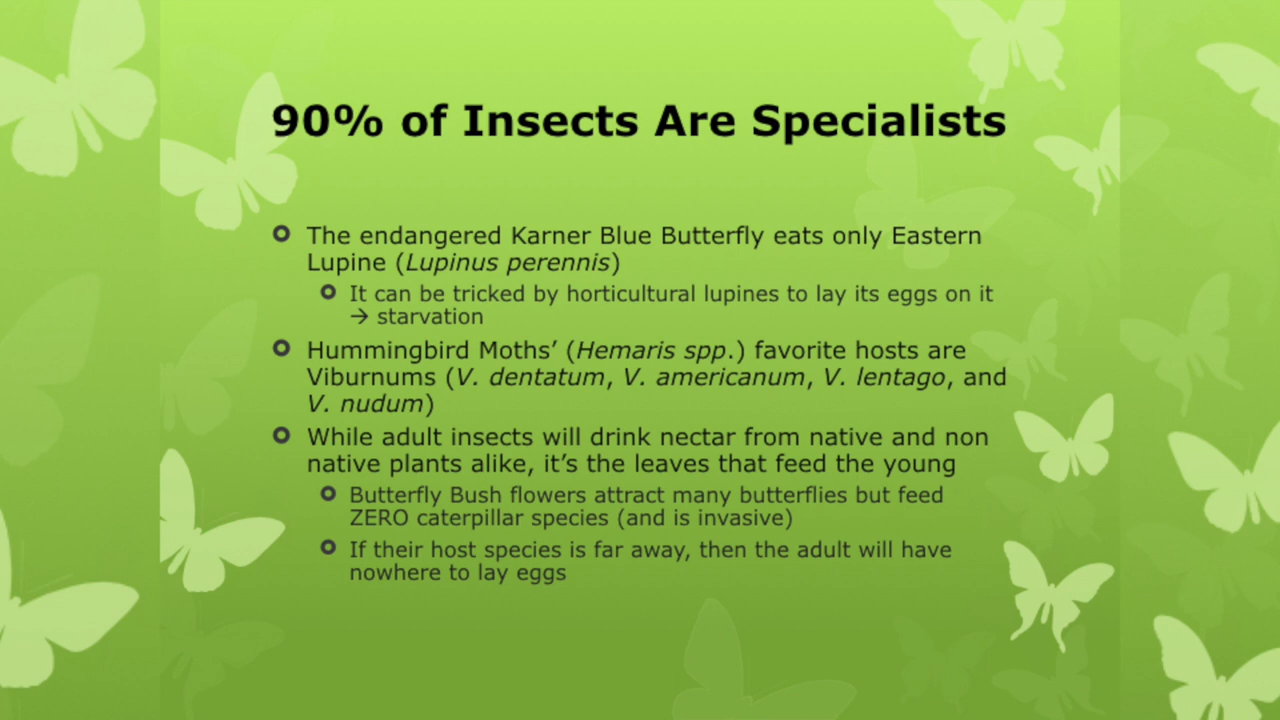 90% of Insects Are Specialists
The endangered Karner Blue Butterfly eats only Eastern
Lupine (Lupinus perennis)
It can be tricked by horticultural lupines to lay its eggs on it
→ starvation
Hummingbird Moths’ (Hemaris spp.) favorite hosts are
Viburnums (V. dentatum, V. americanum, V. lentago, and
V. nudum)
While adult insects will drink nectar from native and non
native plants alike, it’s the leaves that feed the young
Butterfly Bush flowers attract many butterflies but feed
ZERO caterpillar species (and is invasive)
If their host species is far away, then the adult will have
nowhere to lay eggs